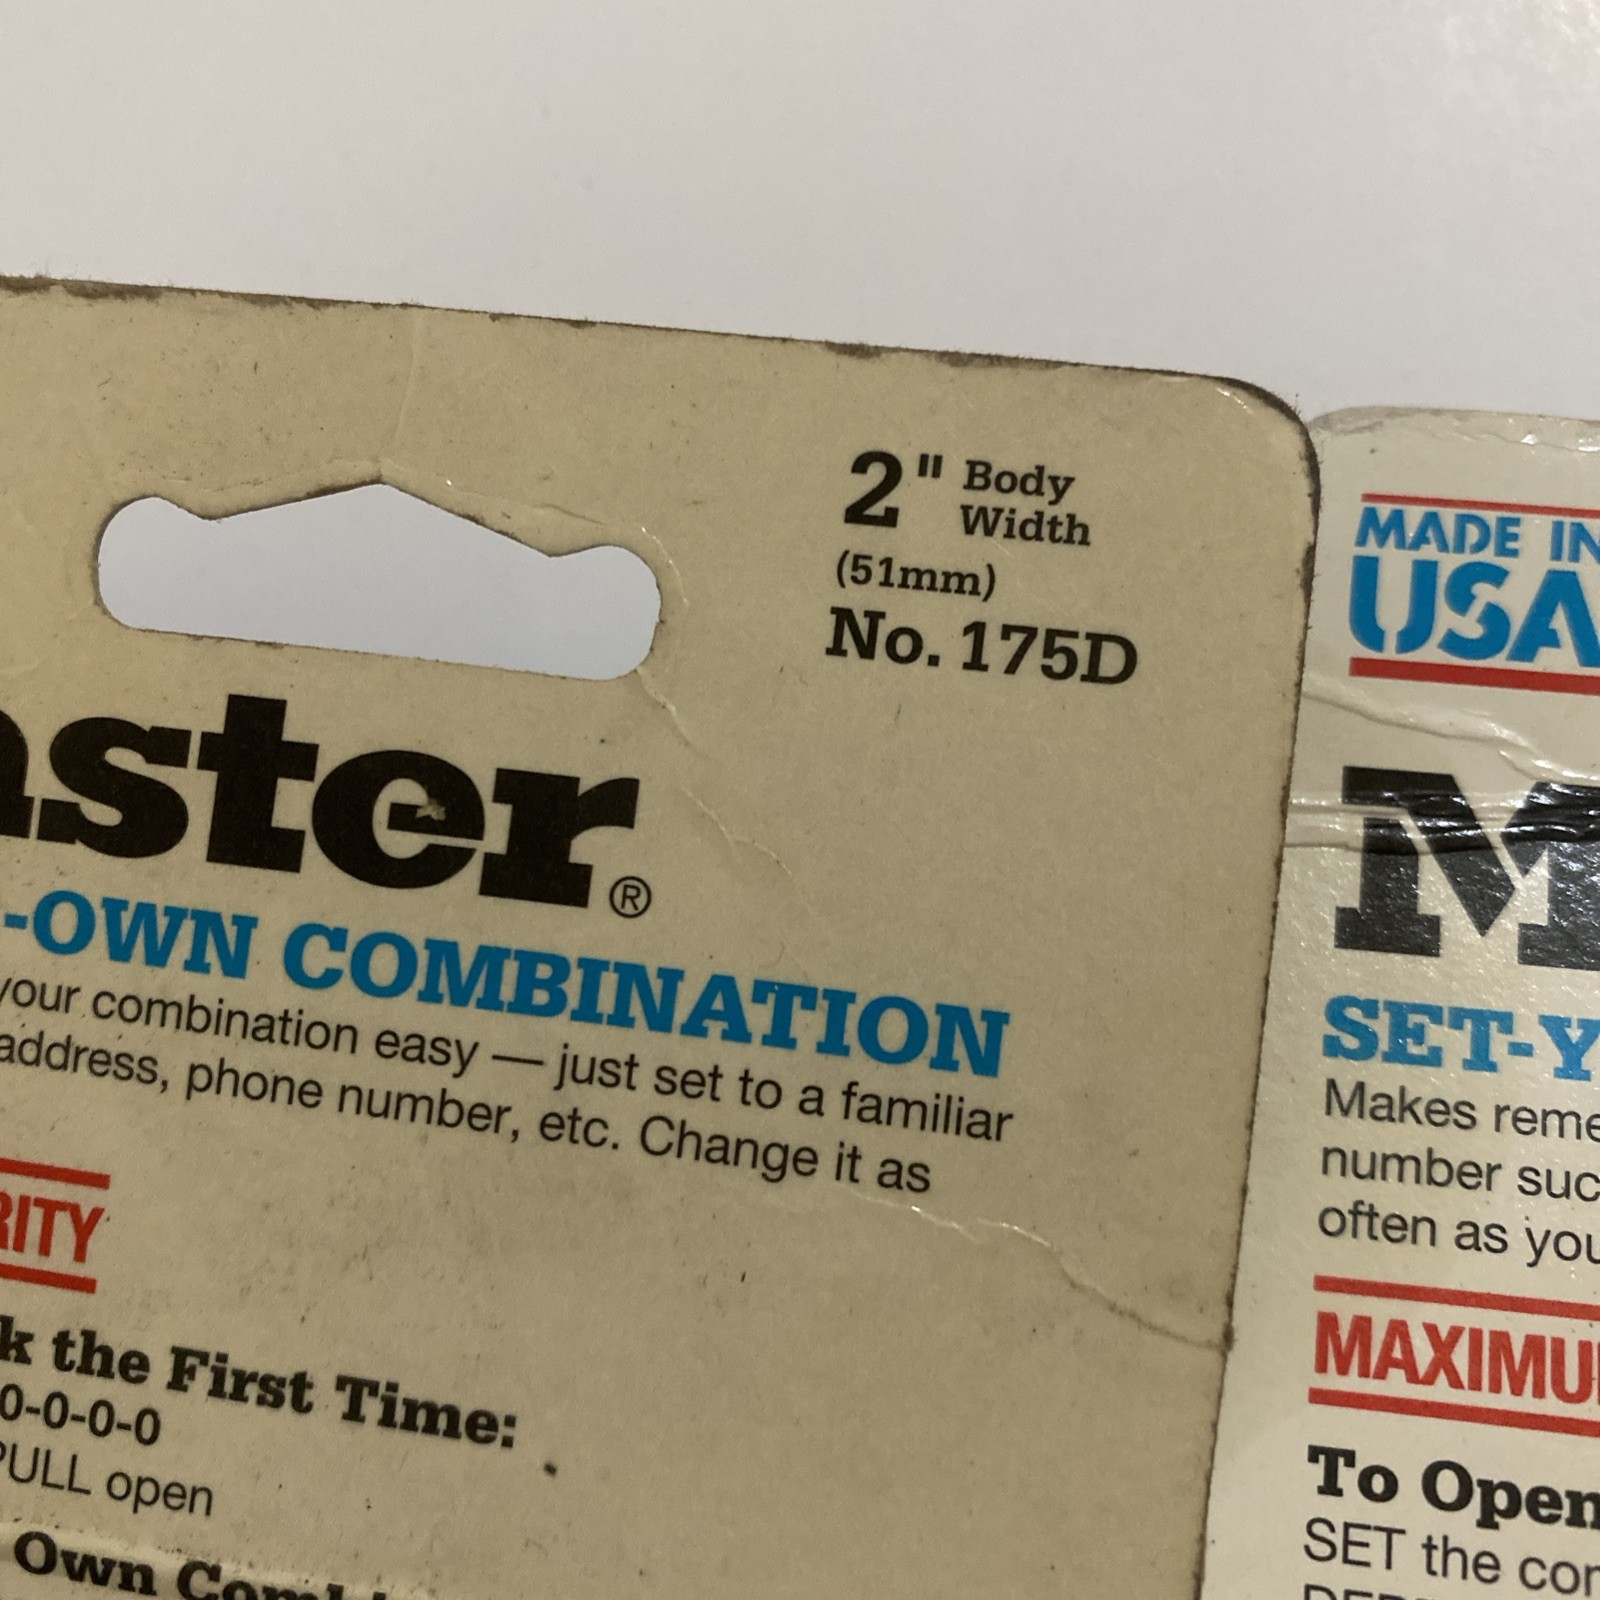 2" Body
Width
(51mm)
No. 175D
aster®
-OWN COMBINATION
your combination easy — just set to a familiar
address, phone number, etc. Change it as
RITY
k the First Time:
0-0-0-0
PULL open
Own Combi
MADE IN
USA
M
SET-Y
Makes reme
number suc
often as you
MAXIMU
To Open
SET the con